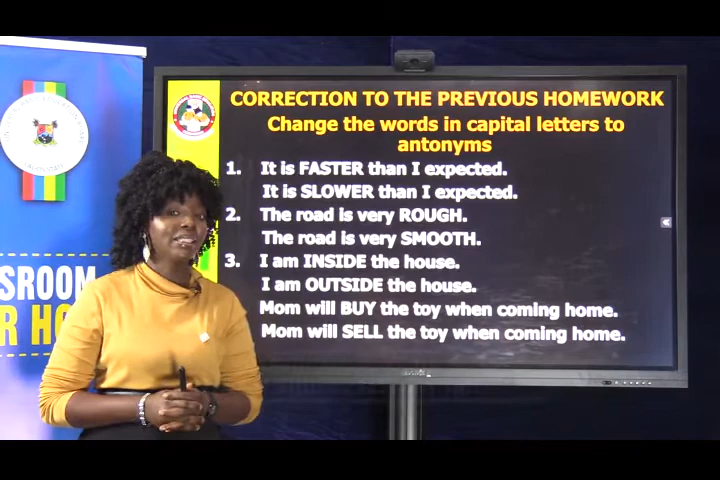 SROOM
R HO
CORRECTION TO THE PREVIOUS HOMEWORK
Change the words in capital letters to
antonyms
1. It is FASTER than I expected.
It is SLOWER than I expected.
2. The road is very ROUGH.
The road is very SMOOTH.
3. I am INSIDE the house.
I am OUTSIDE the house.
Mom will BUY the toy when coming home.
Mom will SELL the toy when coming home.